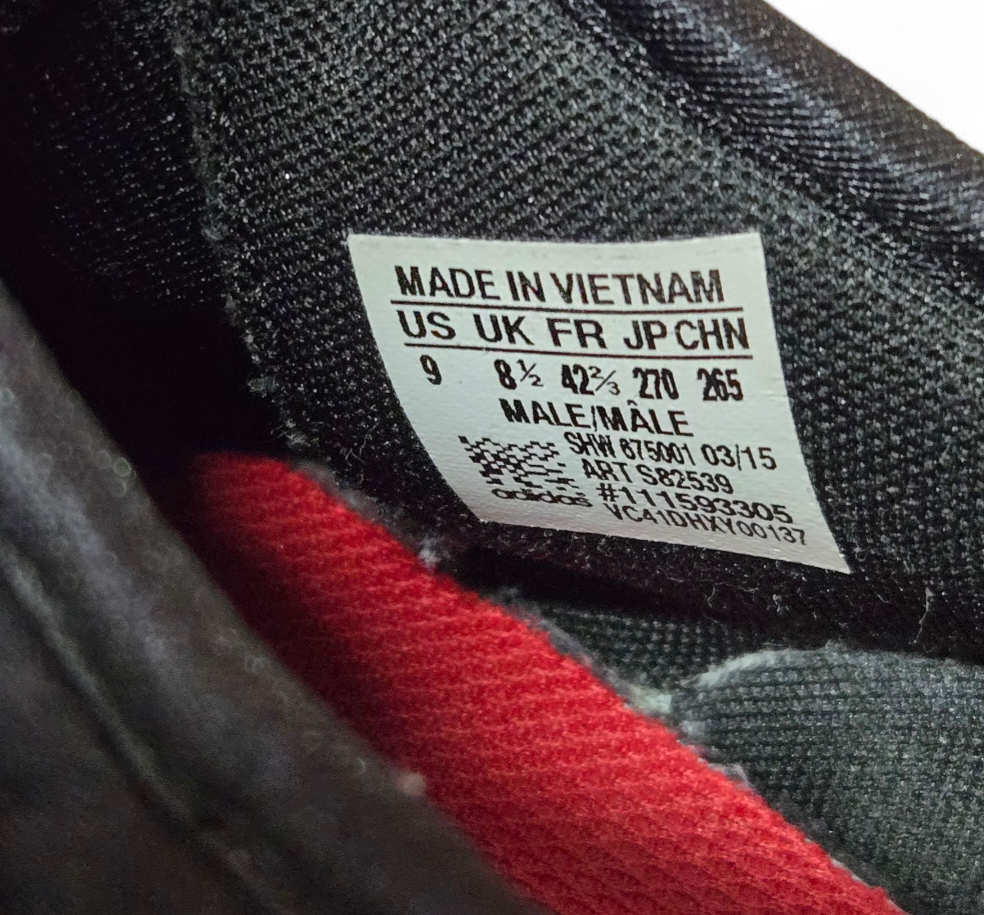 MADE IN VIETNAM
US UK FR JP CHN
9 8½ 42⅔ 270 265
MALE/MÂLE
SHW 675001 03/15
ART S82539
adidas #111593305
VC41DHXY00137